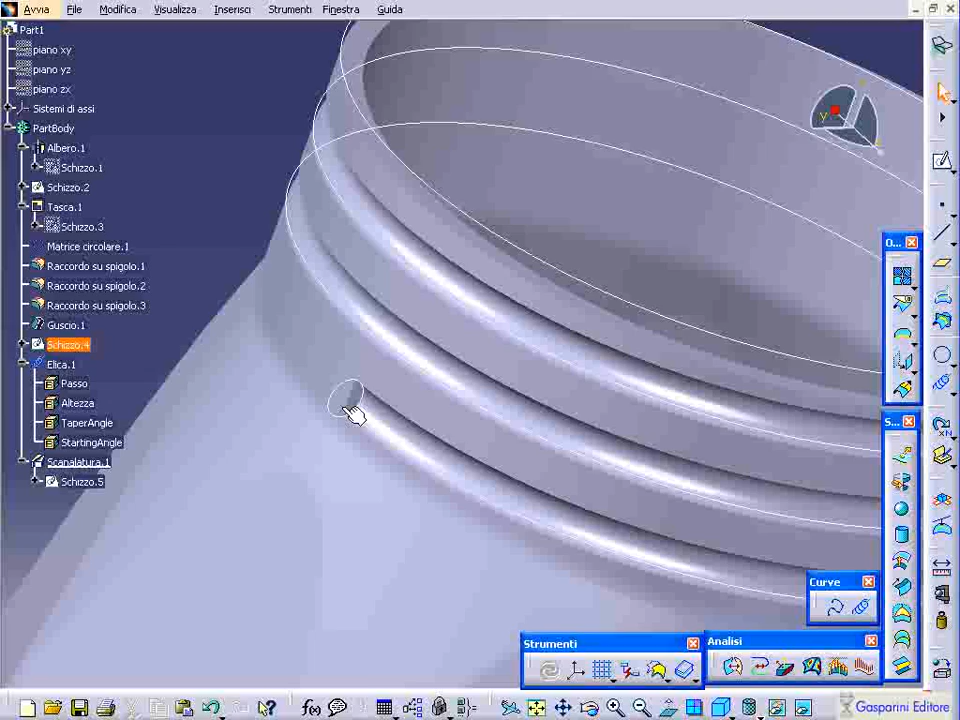 Avvia File Modifica Visualizza Inserisci Strumenti Finestra Guida
Part1
piano xy
piano yz
piano zx
Sistemi di assi
PartBody
Albero.1
Schizzo.1
Schizzo.2
Tasca.1
Schizzo.3
Matrice circolare.1
Raccordo su spigolo.1
Raccordo su spigolo.2
Raccordo su spigolo.3
Guscio.1
Schizzo.4
Elica.1
Passo
Altezza
TaperAngle
StartingAngle
Scanalatura.1
Schizzo.5
y
O...
S...
Curve
Strumenti
Analisi
f(x)
Gasparini Editore